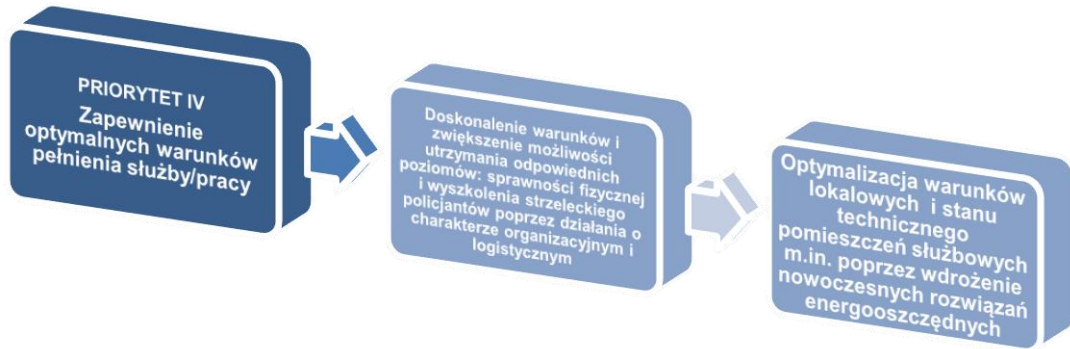 PRIORYTET IV
Zapewnienie
optymalnych warunków
pełnienia służby/pracy
Doskonalenie warunków i
zwiększenie możliwości
utrzymania odpowiednich
poziomów: sprawności fizycznej
i wyszkolenia strzeleckiego
policjantów poprzez działania o
charakterze organizacyjnym i
logistycznym
Optymalizacja warunków
lokalowych i stanu
technicznego
pomieszczeń służbowych
m.in. poprzez wdrożenie
nowoczesnych rozwiązań
energooszczędnych